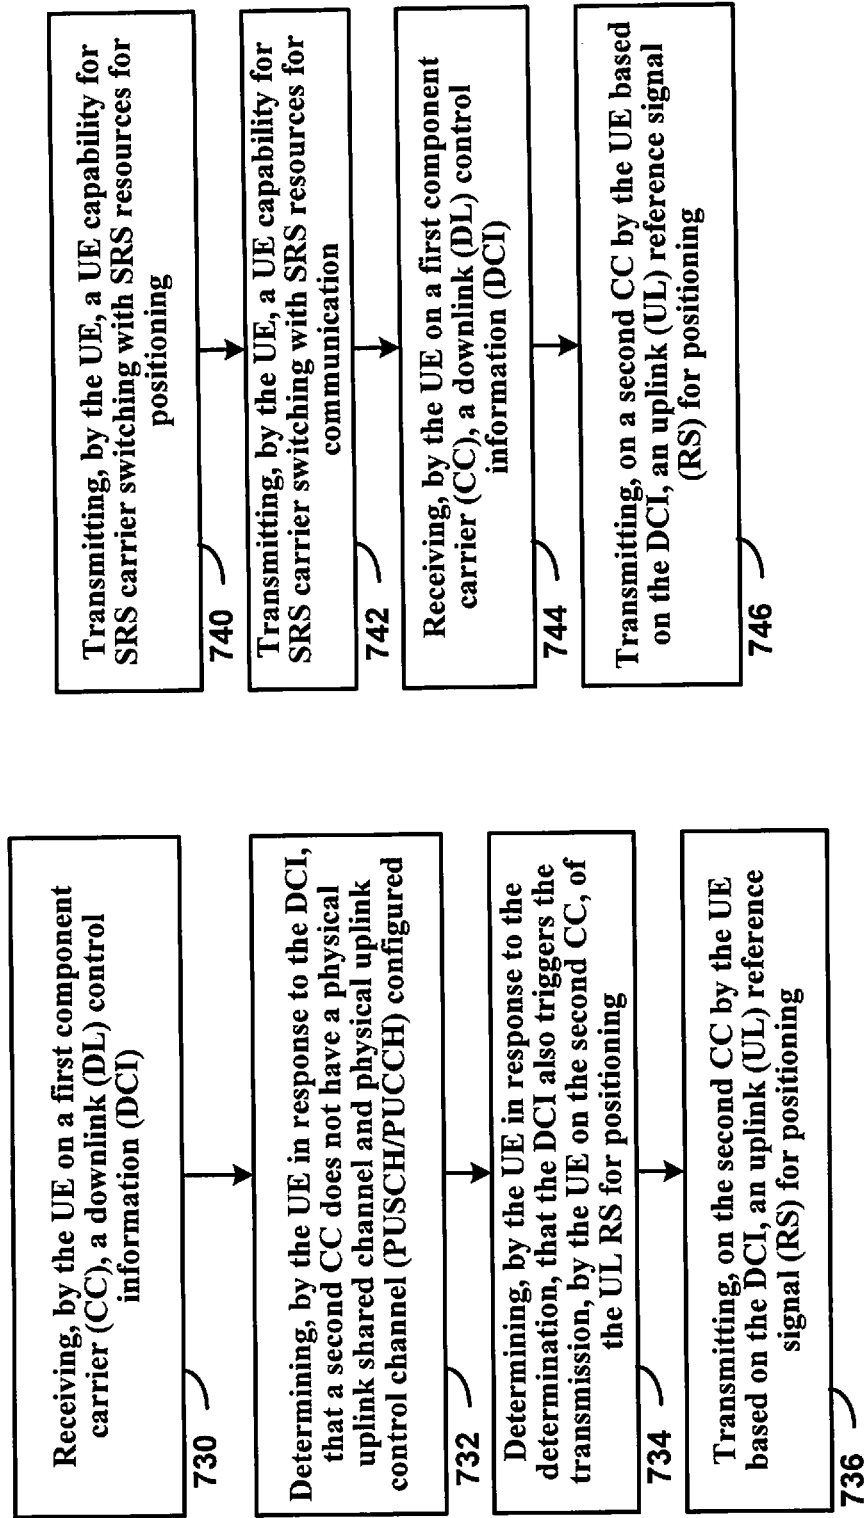 Receiving, by the UE on a first component
carrier (CC), a downlink (DL) control
information (DCI)
730
Determining, by the UE in response to the DCI,
that a second CC does not have a physical
uplink shared channel and physical uplink
control channel (PUSCH/PUCCH) configured
732
Determining, by the UE in response to the
determination, that the DCI also triggers the
transmission, by the UE on the second CC, of
the UL RS for positioning
734
Transmitting, on the second CC by the UE
based on the DCI, an uplink (UL) reference
signal (RS) for positioning
736
Transmitting, by the UE, a UE capability for
SRS carrier switching with SRS resources for
positioning
740
Transmitting, by the UE, a UE capability for
SRS carrier switching with SRS resources for
communication
742
Receiving, by the UE on a first component
carrier (CC), a downlink (DL) control
information (DCI)
744
Transmitting, on a second CC by the UE based
on the DCI, an uplink (UL) reference signal
(RS) for positioning
746